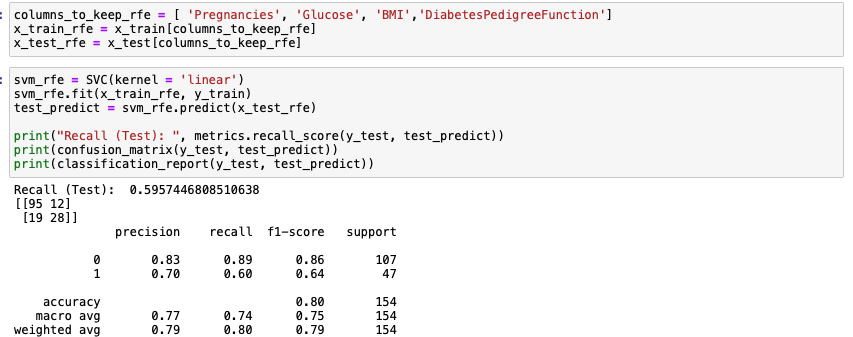 columns_to_keep_rfe = [ 'Pregnancies', 'Glucose', 'BMI','DiabetesPedigreeFunction']
x_train_rfe = x_train[columns_to_keep_rfe]
x_test_rfe = x_test[columns_to_keep_rfe]
svm_rfe = SVC(kernel = 'linear')
svm_rfe.fit(x_train_rfe, y_train)
test_predict = svm_rfe.predict(x_test_rfe)
print("Recall (Test): ", metrics.recall_score(y_test, test_predict))
print(confusion_matrix(y_test, test_predict))
print(classification_report(y_test, test_predict))
Recall (Test):  0.5957446808510638
[[95 12]
 [19 28]]
              precision    recall  f1-score   support
           0       0.83      0.89      0.86       107
           1       0.70      0.60      0.64        47
    accuracy                           0.80       154
   macro avg       0.77      0.74      0.75       154
weighted avg       0.79      0.80      0.79       154